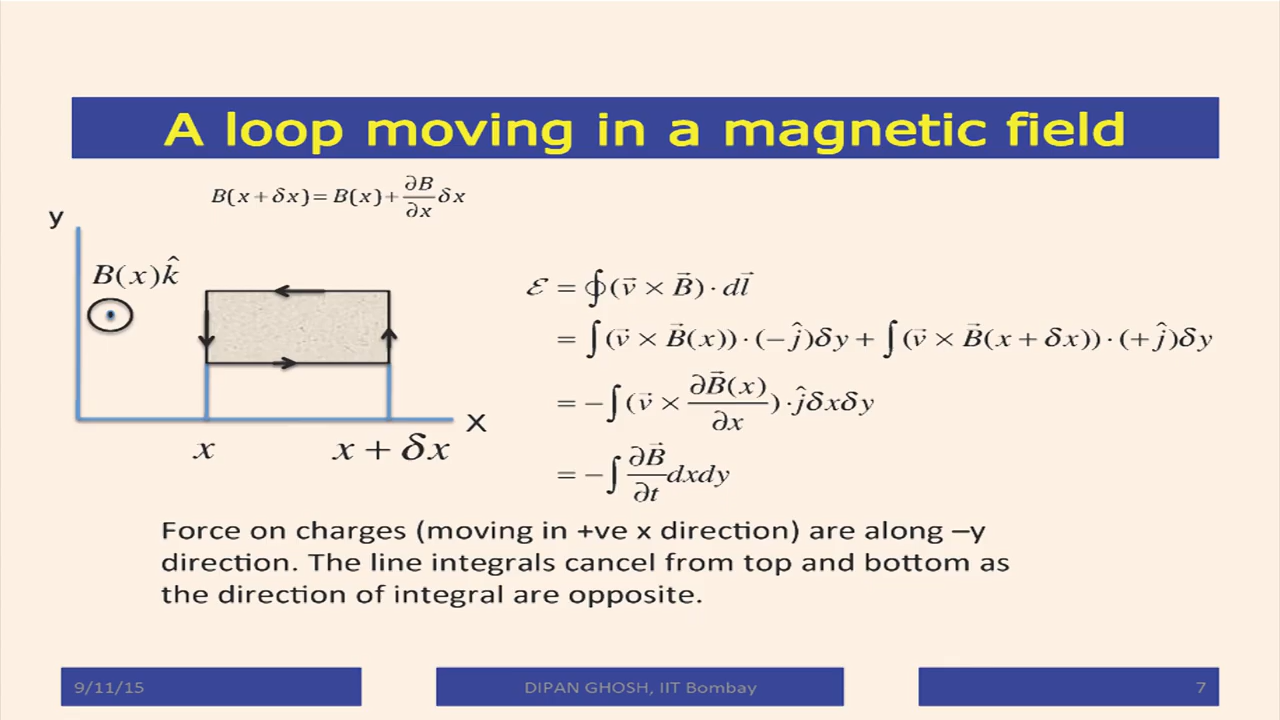 A loop moving in a magnetic field
B(x+δx)=B(x)+∂B/∂x δx
y
B(x)k̂
x
x + δx
X
ℰ = ∮(v⃗ × B⃗)·dl⃗
= ∫(v⃗ × B⃗(x))·(−ĵ)δy + ∫(v⃗ × B⃗(x + δx))·(+ĵ)δy
= −∫(v⃗ × ∂B⃗(x)/∂x)·ĵδxδy
= −∫∂B⃗/∂t dxdy
Force on charges (moving in +ve x direction) are along –y
direction. The line integrals cancel from top and bottom as
the direction of integral are opposite.
9/11/15
DIPAN GHOSH, IIT Bombay
7